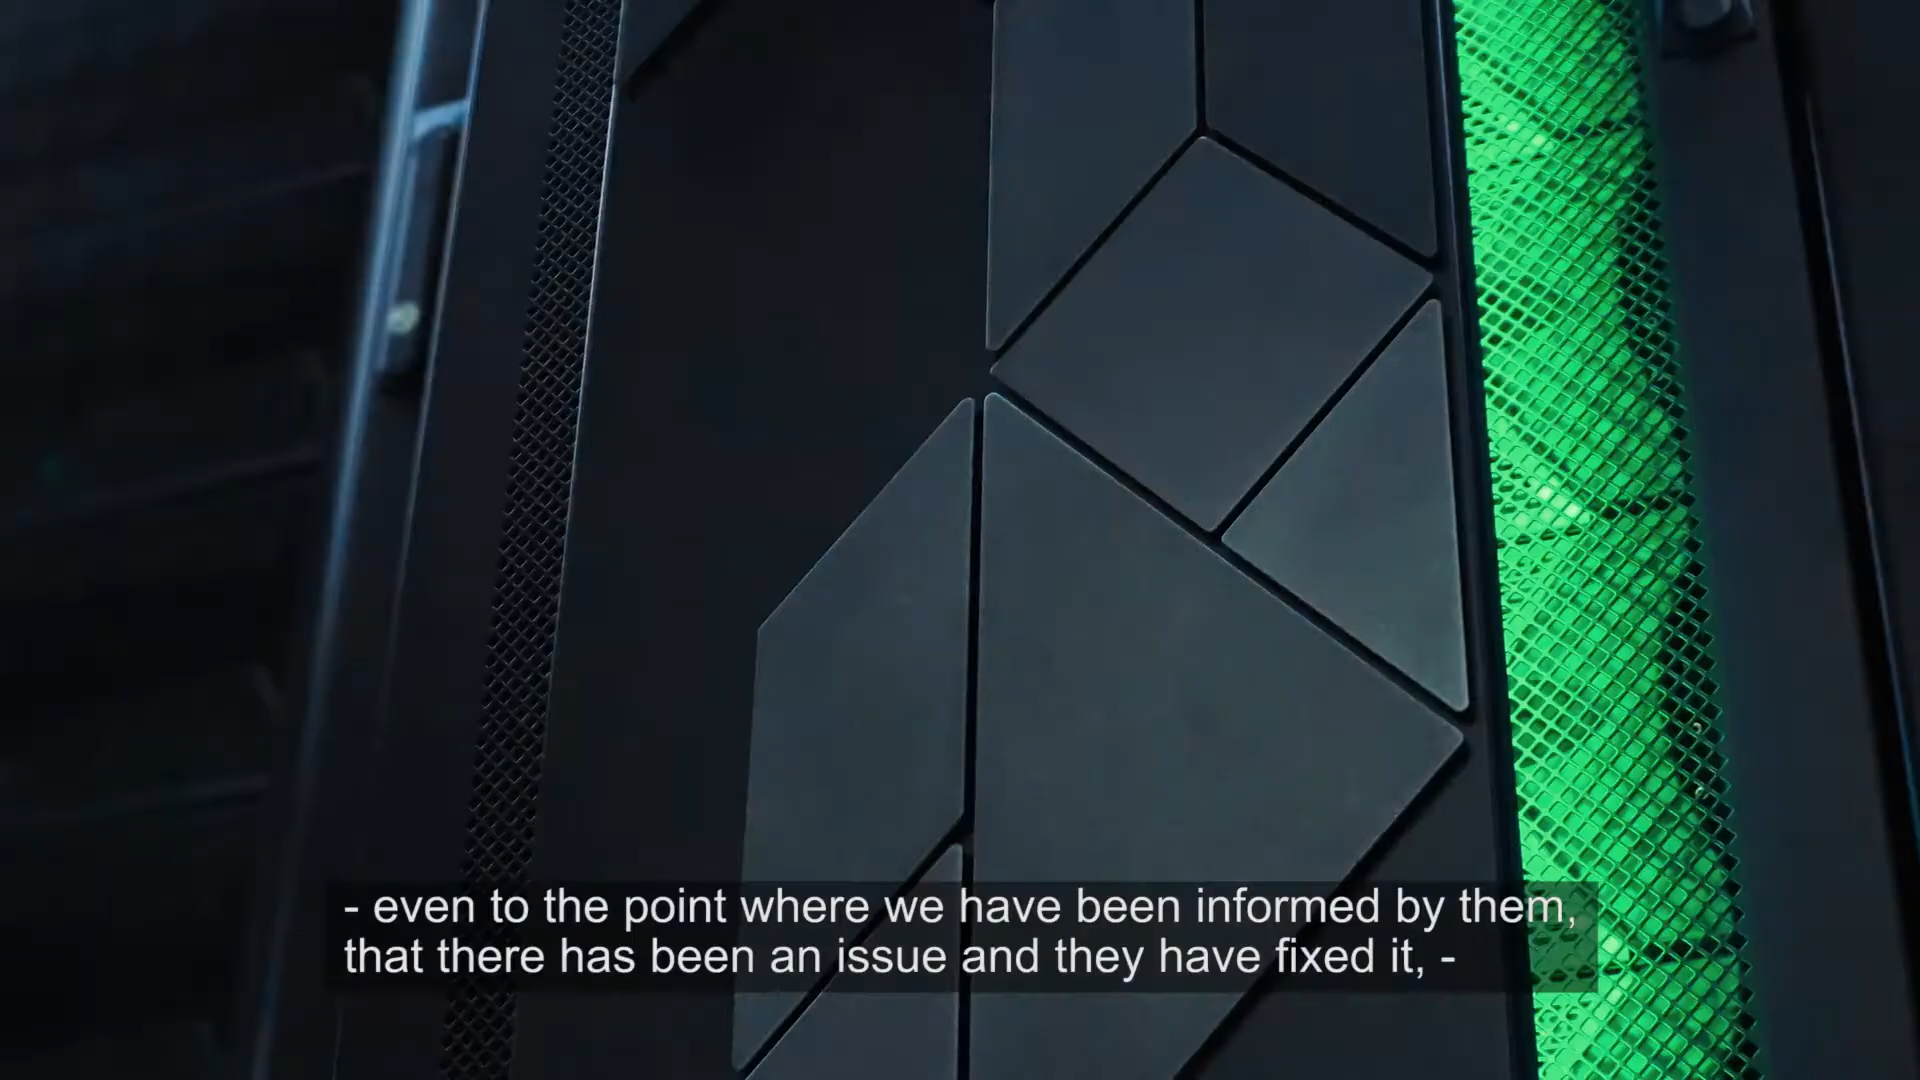 - even to the point where we have been informed by them,
that there has been an issue and they have fixed it, -